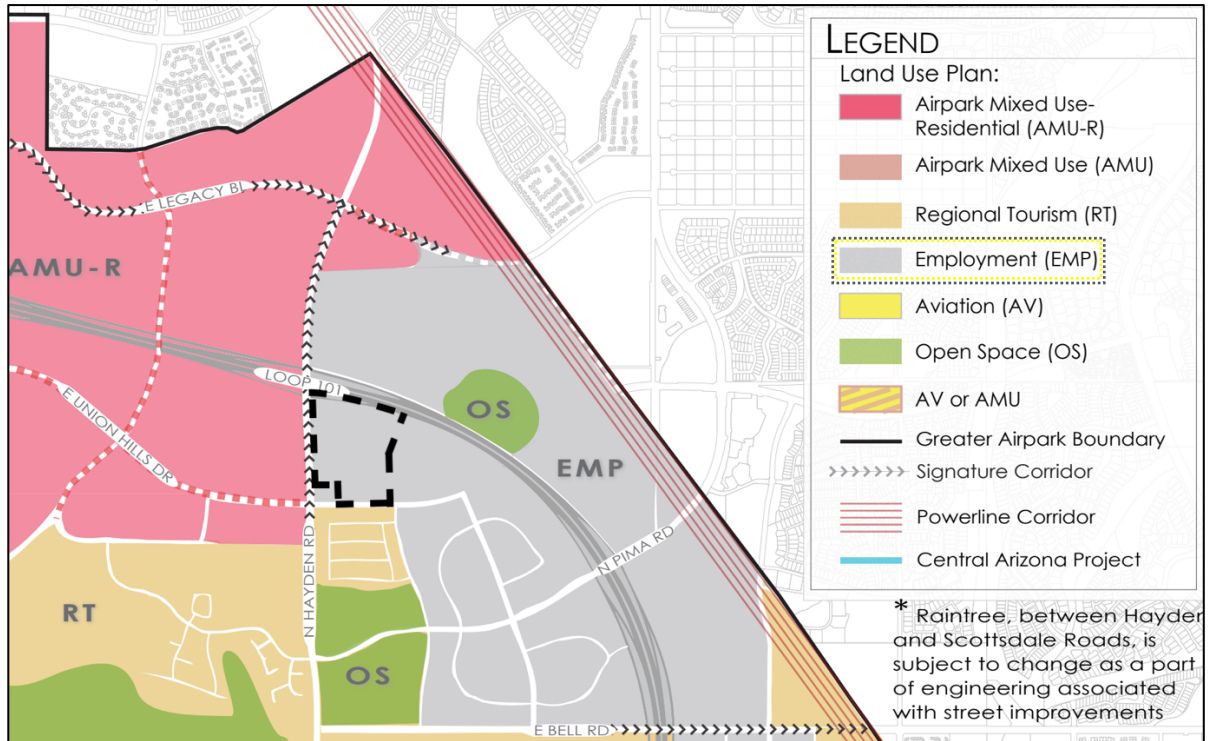 LEGEND
Land Use Plan:
Airpark Mixed Use-
Residential (AMU-R)
Airpark Mixed Use (AMU)
Regional Tourism (RT)
Employment (EMP)
Aviation (AV)
Open Space (OS)
AV or AMU
Greater Airpark Boundary
Signature Corridor
Powerline Corridor
Central Arizona Project
* Raintree, between Hayden
and Scottsdale Roads, is
subject to change as a part
of engineering associated
with street improvements
E LEGACY BL
AMU-R
LOOP 101
E UNION HILLS DR
OS
EMP
N PIMA RD
N HAYDEN RD
RT
OS
E BELL RD